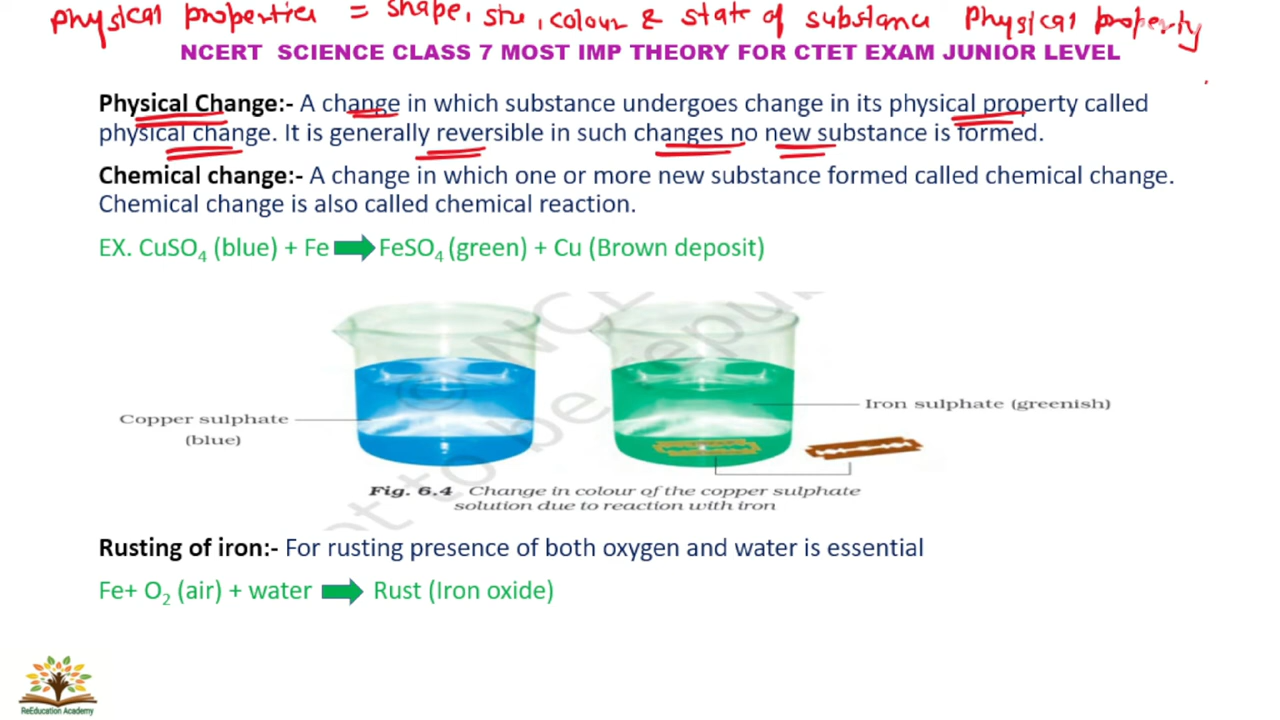 Physical properties = shape, size, colour & state of substance Physical property
NCERT SCIENCE CLASS 7 MOST IMP THEORY FOR CTET EXAM JUNIOR LEVEL
Physical Change:- A change in which substance undergoes change in its physical property called
physical change. It is generally reversible in such changes no new substance is formed.
Chemical change:- A change in which one or more new substance formed called chemical change.
Chemical change is also called chemical reaction.
EX. CuSO₄ (blue) + Fe ➡ FeSO₄ (green) + Cu (Brown deposit)
© NCE
Copper sulphate
(blue)
Iron sulphate (greenish)
Fig. 6.4 Change in colour of the copper sulphate
solution due to reaction with iron
ot to be repu
Rusting of iron:- For rusting presence of both oxygen and water is essential
Fe+ O₂ (air) + water ➡ Rust (Iron oxide)
ReEducation Academy